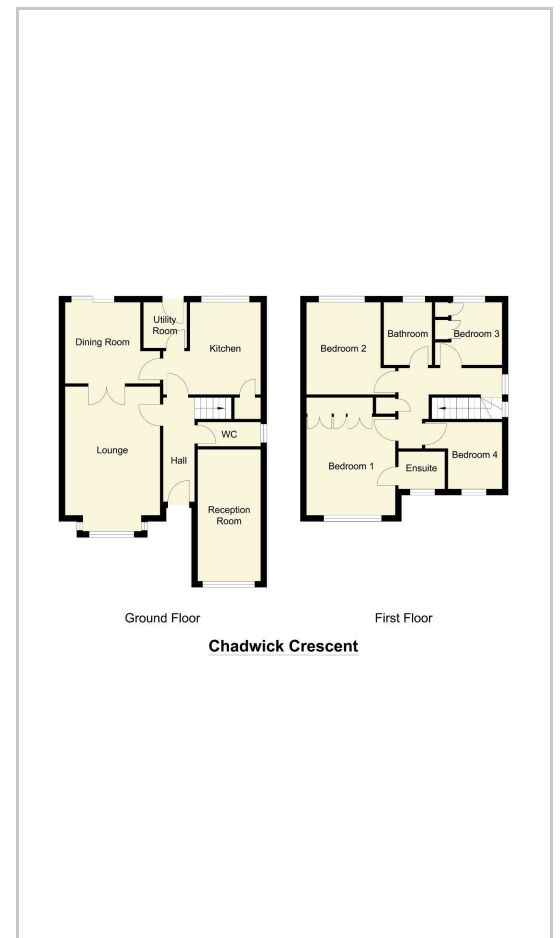 Utility
Room
Dining Room
Kitchen
Lounge
WC
Hall
Reception
Room
Bathroom
Bedroom 3
Bedroom 2
Bedroom 1
Bedroom 4
Ensuite
Ground Floor
First Floor
Chadwick Crescent